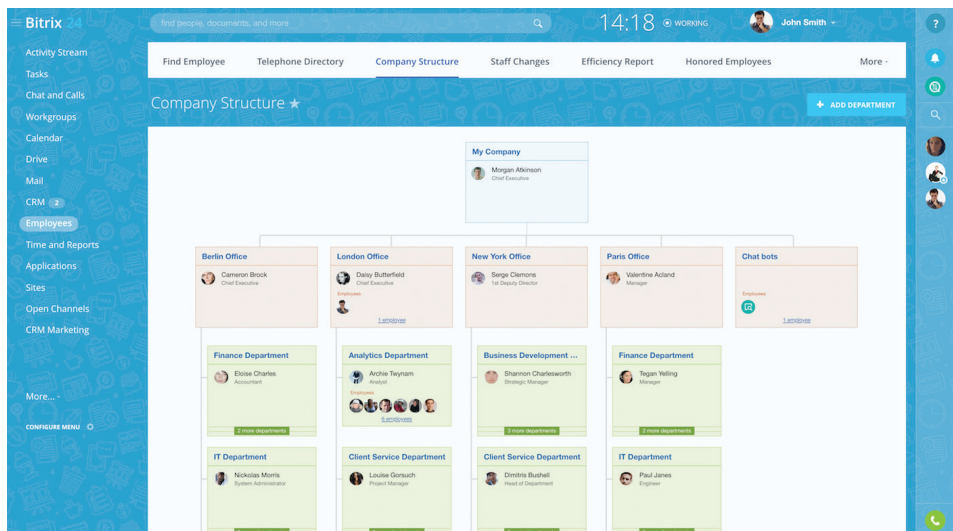 Bitrix 24
find people, documents, and more
14:18
WORKING
John Smith
?
Activity Stream
Tasks
Chat and Calls
Workgroups
Calendar
Drive
Mail
CRM 2
Employees
Time and Reports
Applications
Sites
Open Channels
CRM Marketing
More...
CONFIGURE MENU
Find Employee
Telephone Directory
Company Structure
Staff Changes
Efficiency Report
Honored Employees
More
Company Structure
+ ADD DEPARTMENT
My Company
Morgan Atkinson
Chief Executive
Berlin Office
Cameron Brock
Chief Executive
London Office
Daisy Butterfield
Chief Executive
Employees
1 employee
New York Office
Serge Clemons
1st Deputy Director
Paris Office
Valentine Acland
Manager
Chat bots
Employees
1 employee
Finance Department
Eloise Charles
Accountant
2 more departments
Analytics Department
Archie Twynam
Analyst
Employees
6 employees
Business Development ...
Shannon Charlesworth
Strategic Manager
3 more departments
Finance Department
Tegan Yelling
Manager
2 more departments
IT Department
Nickolas Morris
System Administrator
Client Service Department
Louise Gorsuch
Project Manager
Client Service Department
Dimitris Bushell
Head of Department
IT Department
Paul Janes
Engineer